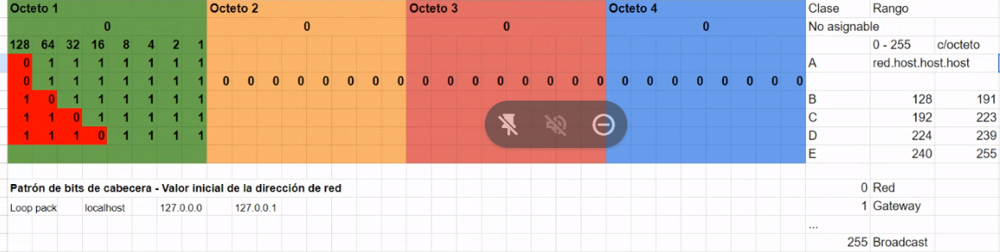 Octeto 1 Octeto 2 Octeto 3 Octeto 4 Clase Rango
0 0 0 0 No asignable
128 64 32 16 8 4 2 1 0 - 255 c/octeto
0 1 1 1 1 1 1 1 A red.host.host.host
0 1 1 1 1 1 1 1 0 0 0 0 0 0 0 0 0 0 0 0 0 0 0 0 0 0 0 0 0 0 0 0
1 0 1 1 1 1 1 1 B 128 191
1 1 0 1 1 1 1 1 C 192 223
1 1 1 0 1 1 1 1 D 224 239
E 240 255
Patrón de bits de cabecera - Valor inicial de la dirección de red 0 Red
Loop pack localhost 127.0.0.0 127.0.0.1 1 Gateway
...
255 Broadcast